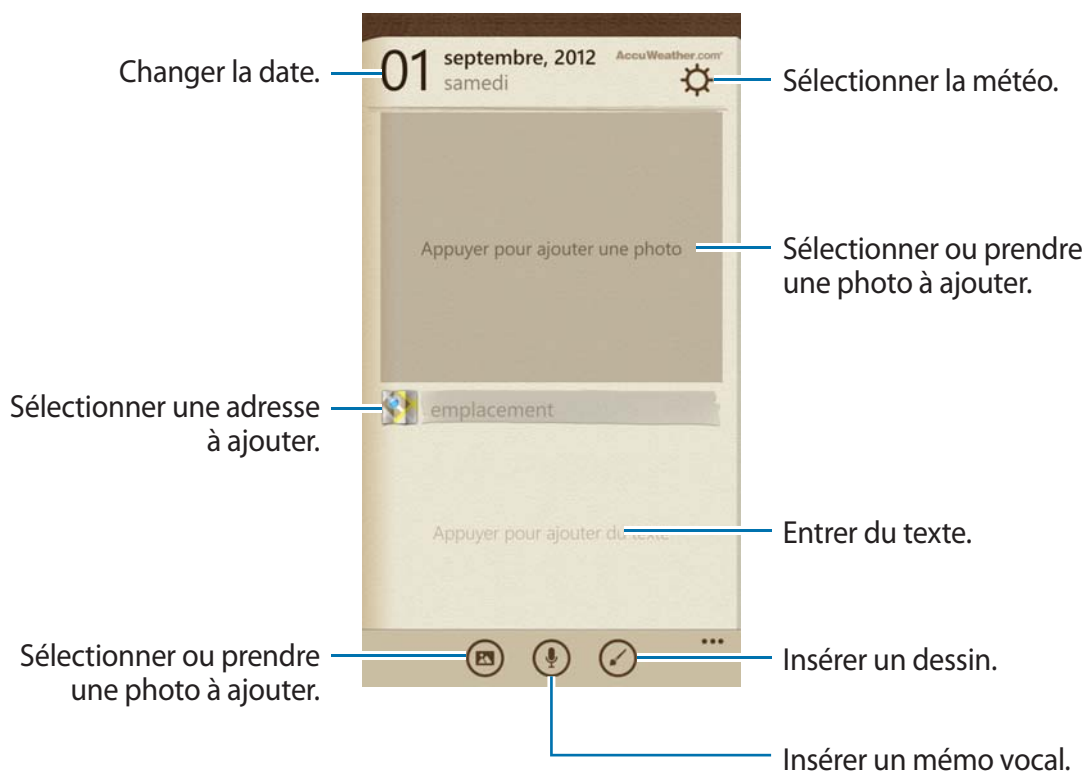 Changer la date.
01
septembre, 2012
samedi
AccuWeather.com
Sélectionner la météo.
Appuyer pour ajouter une photo
Sélectionner ou prendre
une photo à ajouter.
Sélectionner une adresse
à ajouter.
emplacement
Appuyer pour ajouter du texte
Entrer du texte.
Sélectionner ou prendre
une photo à ajouter.
Insérer un dessin.
Insérer un mémo vocal.